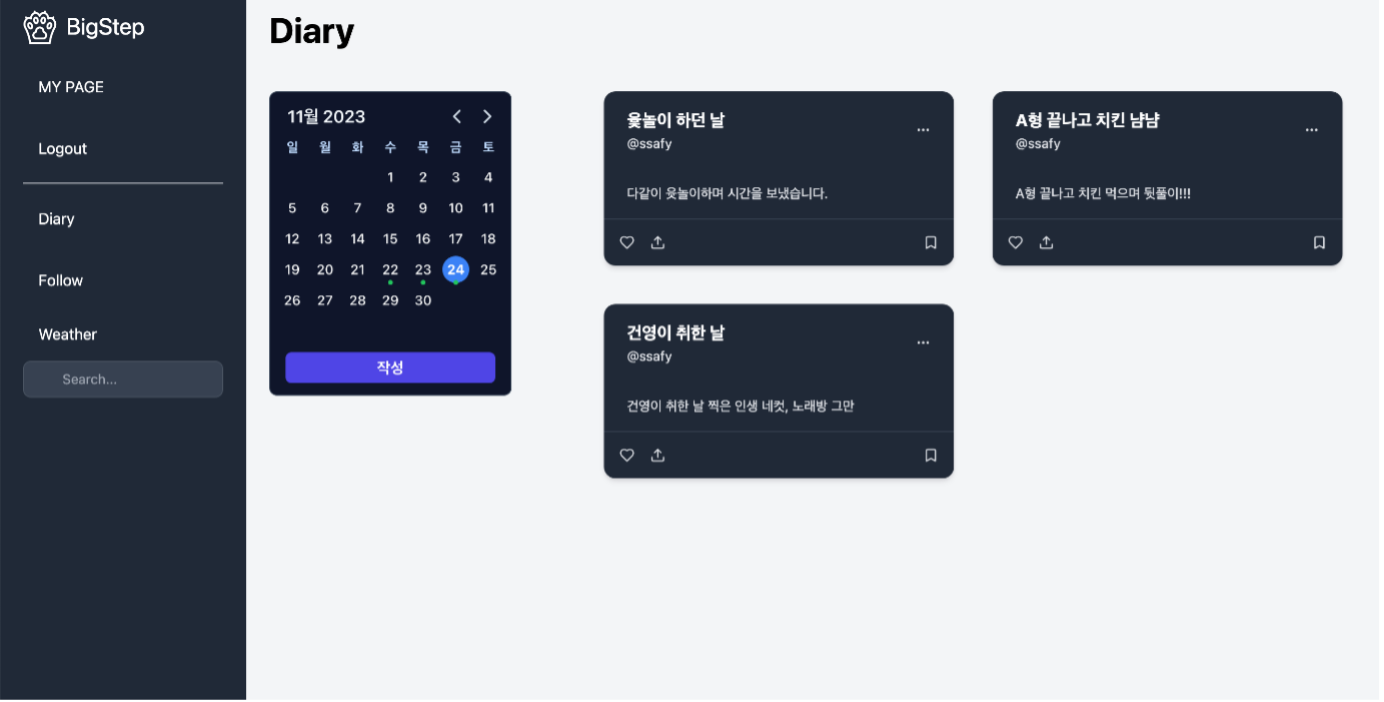 BigStep
MY PAGE
Logout
Diary
Follow
Weather
Search...
Diary
11월 2023
일 월 화 수 목 금 토
1 2 3 4
5 6 7 8 9 10 11
12 13 14 15 16 17 18
19 20 21 22 23 24 25
26 27 28 29 30
작성
윷놀이 하던 날
@ssafy
다같이 윷놀이하며 시간을 보냈습니다.
A형 끝나고 치킨 냠냠
@ssafy
A형 끝나고 치킨 먹으며 뒷풀이!!!
건영이 취한 날
@ssafy
건영이 취한 날 찍은 인생 네컷, 노래방 그만